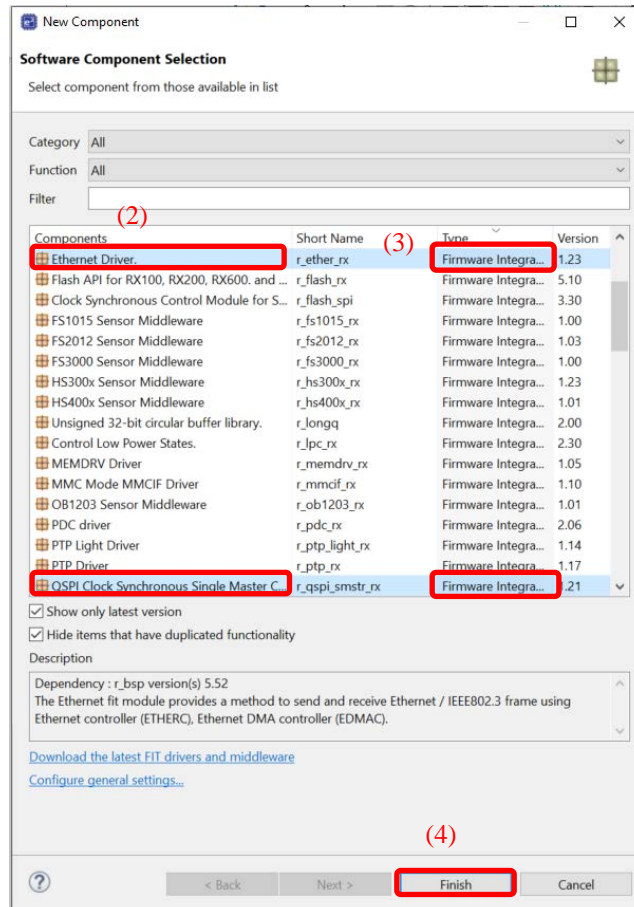 New Component
Software Component Selection
Select component from those available in list
Category All
Function All
Filter
(2)
Components Short Name (3) Type Version
Ethernet Driver. r_ether_rx Firmware Integra... 1.23
Flash API for RX100, RX200, RX600. and ... r_flash_rx Firmware Integra... 5.10
Clock Synchronous Control Module for S... r_flash_spi Firmware Integra... 3.30
FS1015 Sensor Middleware r_fs1015_rx Firmware Integra... 1.00
FS2012 Sensor Middleware r_fs2012_rx Firmware Integra... 1.03
FS3000 Sensor Middleware r_fs3000_rx Firmware Integra... 1.00
HS300x Sensor Middleware r_hs300x_rx Firmware Integra... 1.23
HS400x Sensor Middleware r_hs400x_rx Firmware Integra... 1.01
Unsigned 32-bit circular buffer library. r_longq Firmware Integra... 2.00
Control Low Power States. r_lpc_rx Firmware Integra... 2.30
MEMDRV Driver r_memdrv_rx Firmware Integra... 1.05
MMC Mode MMCIF Driver r_mmcif_rx Firmware Integra... 1.10
OB1203 Sensor Middleware r_ob1203_rx Firmware Integra... 1.01
PDC driver r_pdc_rx Firmware Integra... 2.06
PTP Light Driver r_ptp_light_rx Firmware Integra... 1.14
PTP Driver r_ptp_rx Firmware Integra... 1.17
QSPI Clock Synchronous Single Master C... r_qspi_smstr_rx Firmware Integra... 1.21
Show only latest version
Hide items that have duplicated functionality
Description
Dependency : r_bsp version(s) 5.52
The Ethernet fit module provides a method to send and receive Ethernet / IEEE802.3 frame using
Ethernet controller (ETHERC), Ethernet DMA controller (EDMAC).
Download the latest FIT drivers and middleware
Configure general settings...
(4)
? < Back Next > Finish Cancel